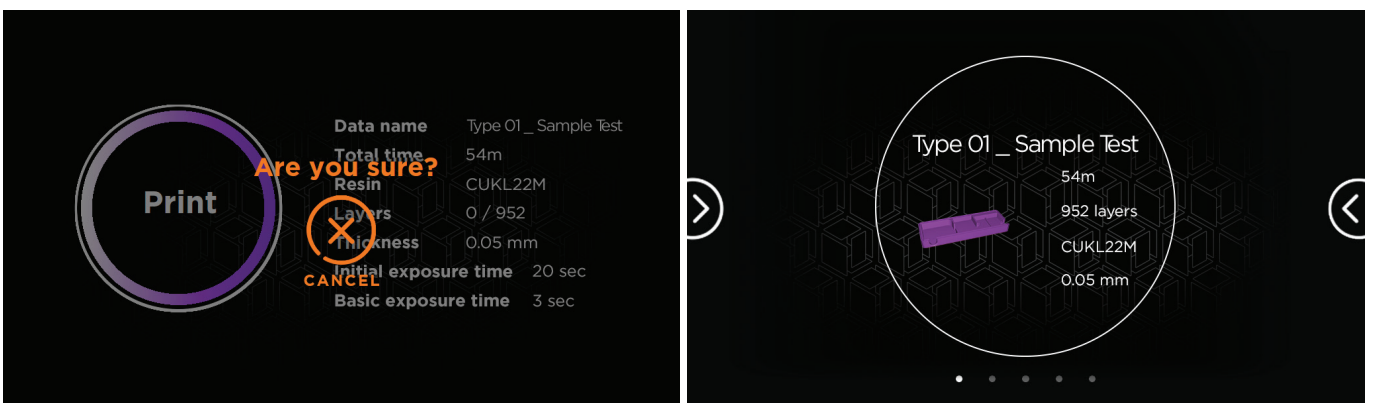 Print
Data name Type 01 _ Sample Test
Total time 54m
Are you sure?
Resin CUKL22M
Layers 0 / 952
Thickness 0.05 mm
Initial exposure time 20 sec
CANCEL
Basic exposure time 3 sec
Type 01 _ Sample Test
54m
952 layers
CUKL22M
0.05 mm